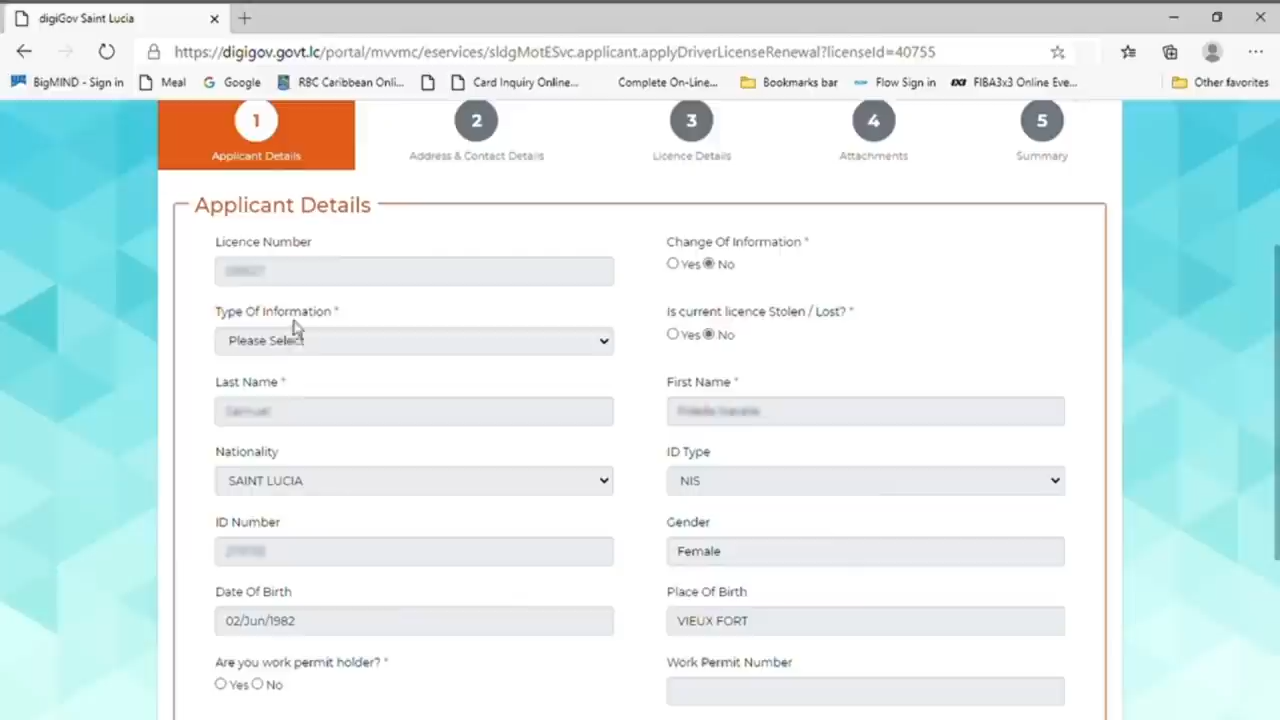 digiGov Saint Lucia
https://digigov.govt.lc/portal/mvvmc/eservices/sldgMotESvc.applicant.applyDriverLicenseRenewal?licenseId=40755
BigMIND - Sign in Meal Google RBC Caribbean Onli... Card Inquiry Online... Complete On-Line... Bookmarks bar Flow Sign in FIBA3x3 Online Eve... Other favorites
1 2 3 4 5
Applicant Details Address & Contact Details Licence Details Attachments Summary
Applicant Details
Licence Number Change Of Information *
Yes No
Type Of Information * Is current licence Stolen / Lost? *
Please Select Yes No
Last Name * First Name *
Nationality ID Type
SAINT LUCIA NIS
ID Number Gender
Female
Date Of Birth Place Of Birth
02/Jun/1982 VIEUX FORT
Are you work permit holder? * Work Permit Number
Yes No